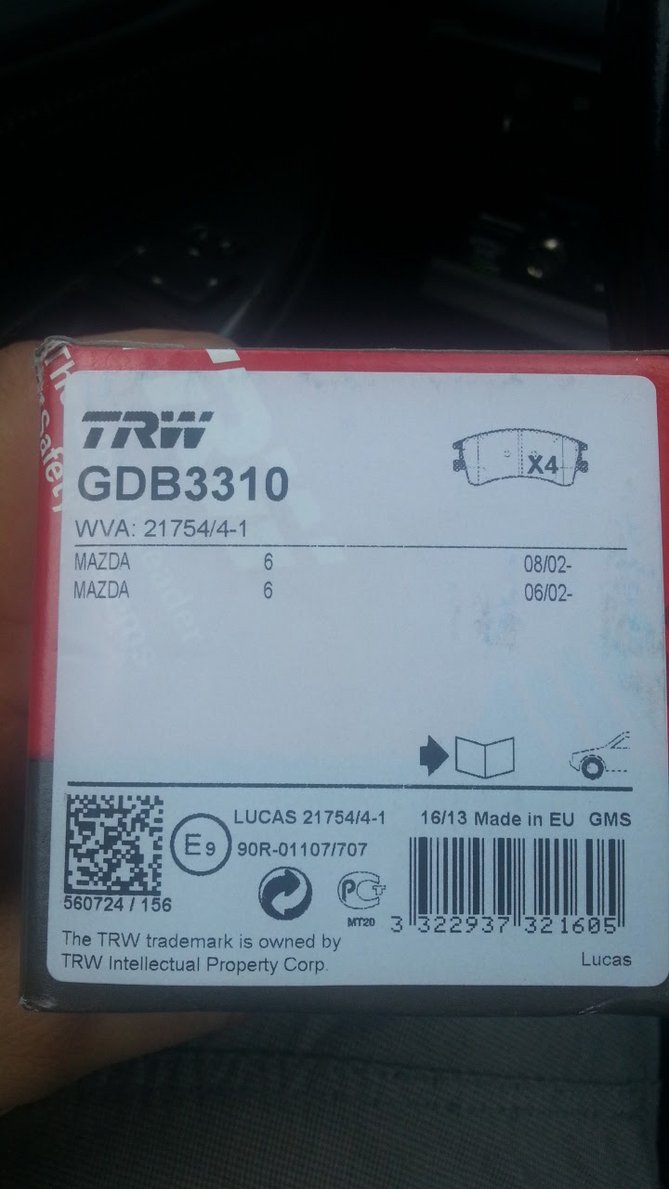 TRW
GDB3310
X4
WVA: 21754/4-1
MAZDA 6 08/02-
MAZDA 6 06/02-
LUCAS 21754/4-1 16/13 Made in EU GMS
E9 90R-01107/707
560724 / 156
MT20
3 322937 321605
The TRW trademark is owned by
TRW Intellectual Property Corp.
Lucas
Safety